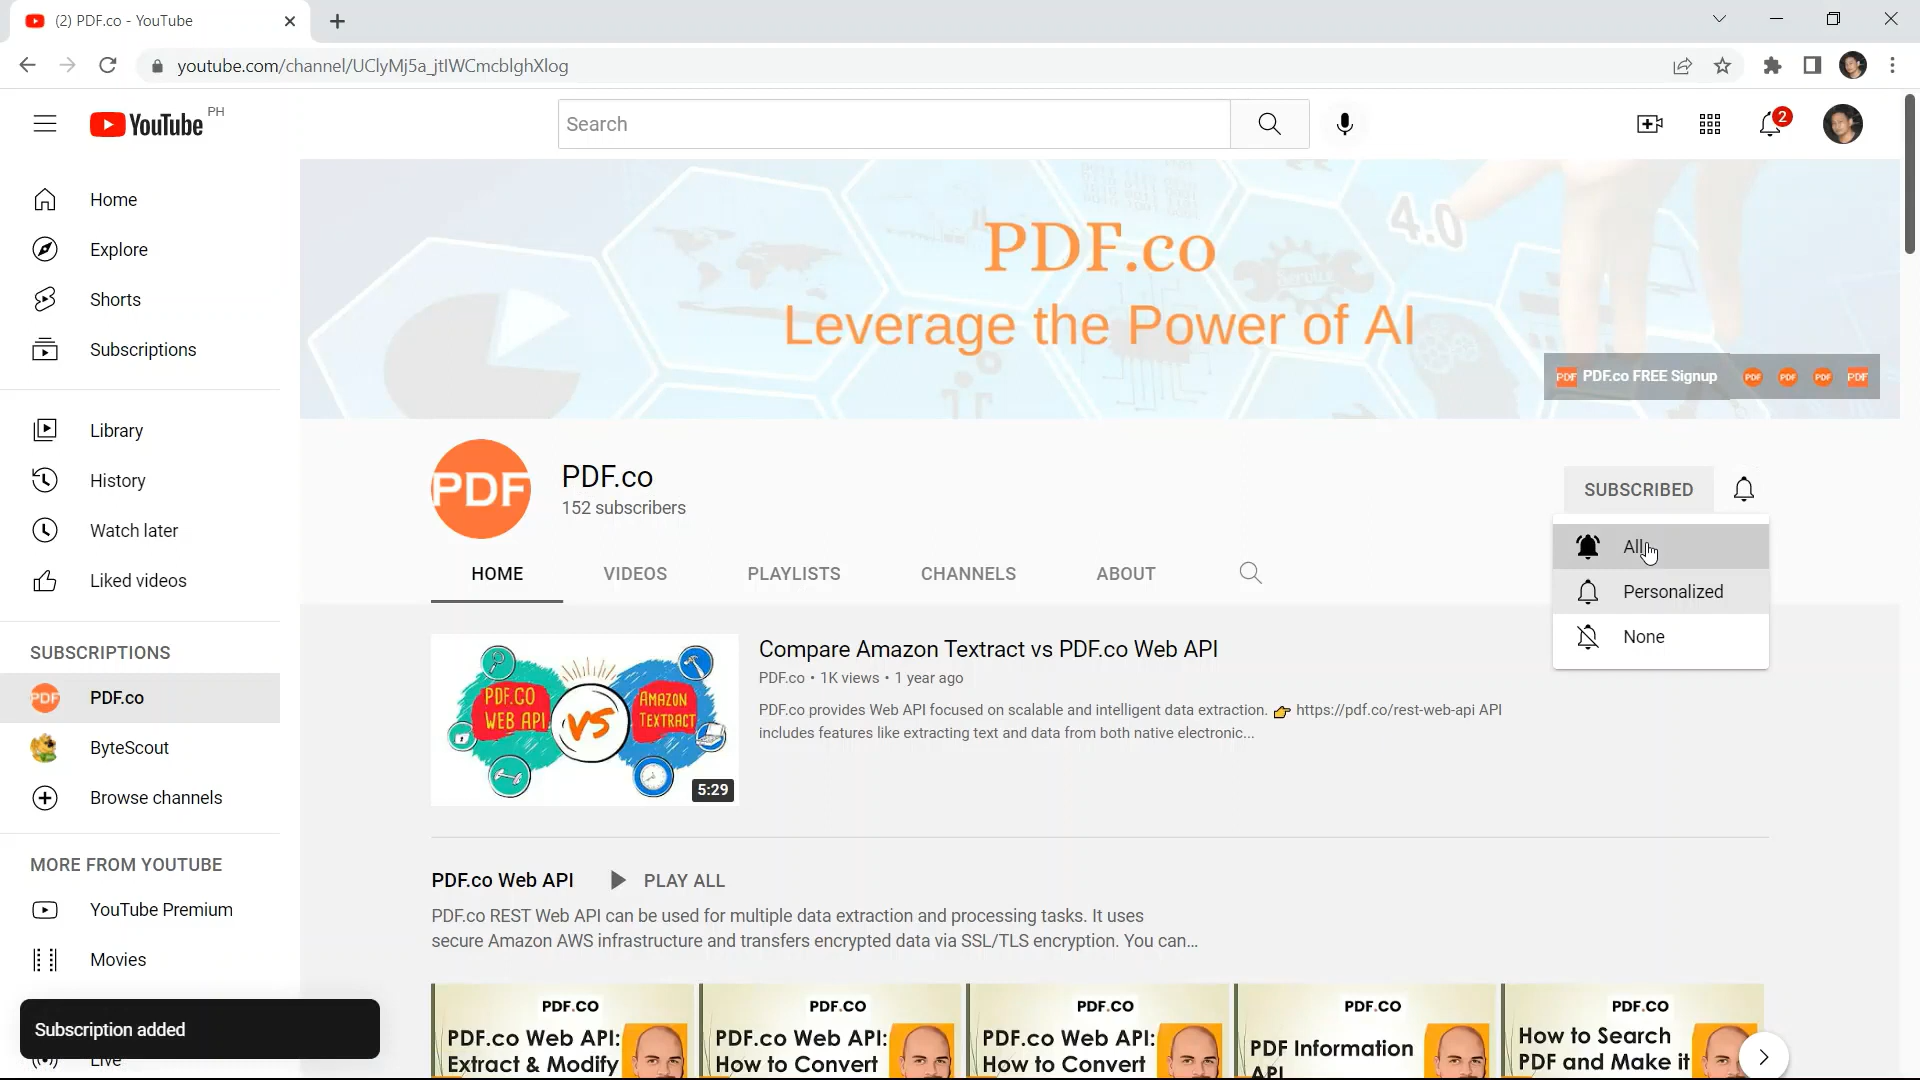 (2) PDF.co - YouTube
youtube.com/channel/UClyMj5a_jtlWCmcblghXlog
YouTube PH
Search
2
Home
Explore
Shorts
Subscriptions
Library
History
Watch later
Liked videos
SUBSCRIPTIONS
PDF.co
ByteScout
Browse channels
MORE FROM YOUTUBE
YouTube Premium
Movies
Live
Subscription added
4.0
PDF.co
Leverage the Power of AI
PDF PDF.co FREE Signup PDF PDF PDF PDF
PDF
PDF.co
152 subscribers
SUBSCRIBED
All
Personalized
None
HOME VIDEOS PLAYLISTS CHANNELS ABOUT
PDF.CO
WEB API
VS
AMAZON
TEXTRACT
5:29
Compare Amazon Textract vs PDF.co Web API
PDF.co • 1K views • 1 year ago
PDF.co provides Web API focused on scalable and intelligent data extraction. 👉 https://pdf.co/rest-web-api API
includes features like extracting text and data from both native electronic...
PDF.co Web API PLAY ALL
PDF.co REST Web API can be used for multiple data extraction and processing tasks. It uses
secure Amazon AWS infrastructure and transfers encrypted data via SSL/TLS encryption. You can...
PDF.CO
PDF.co Web API:
Extract & Modify
PDF.CO
PDF.co Web API:
How to Convert
PDF.CO
PDF.co Web API:
How to Convert
PDF.CO
PDF Information
API
PDF.CO
How to Search
PDF and Make it